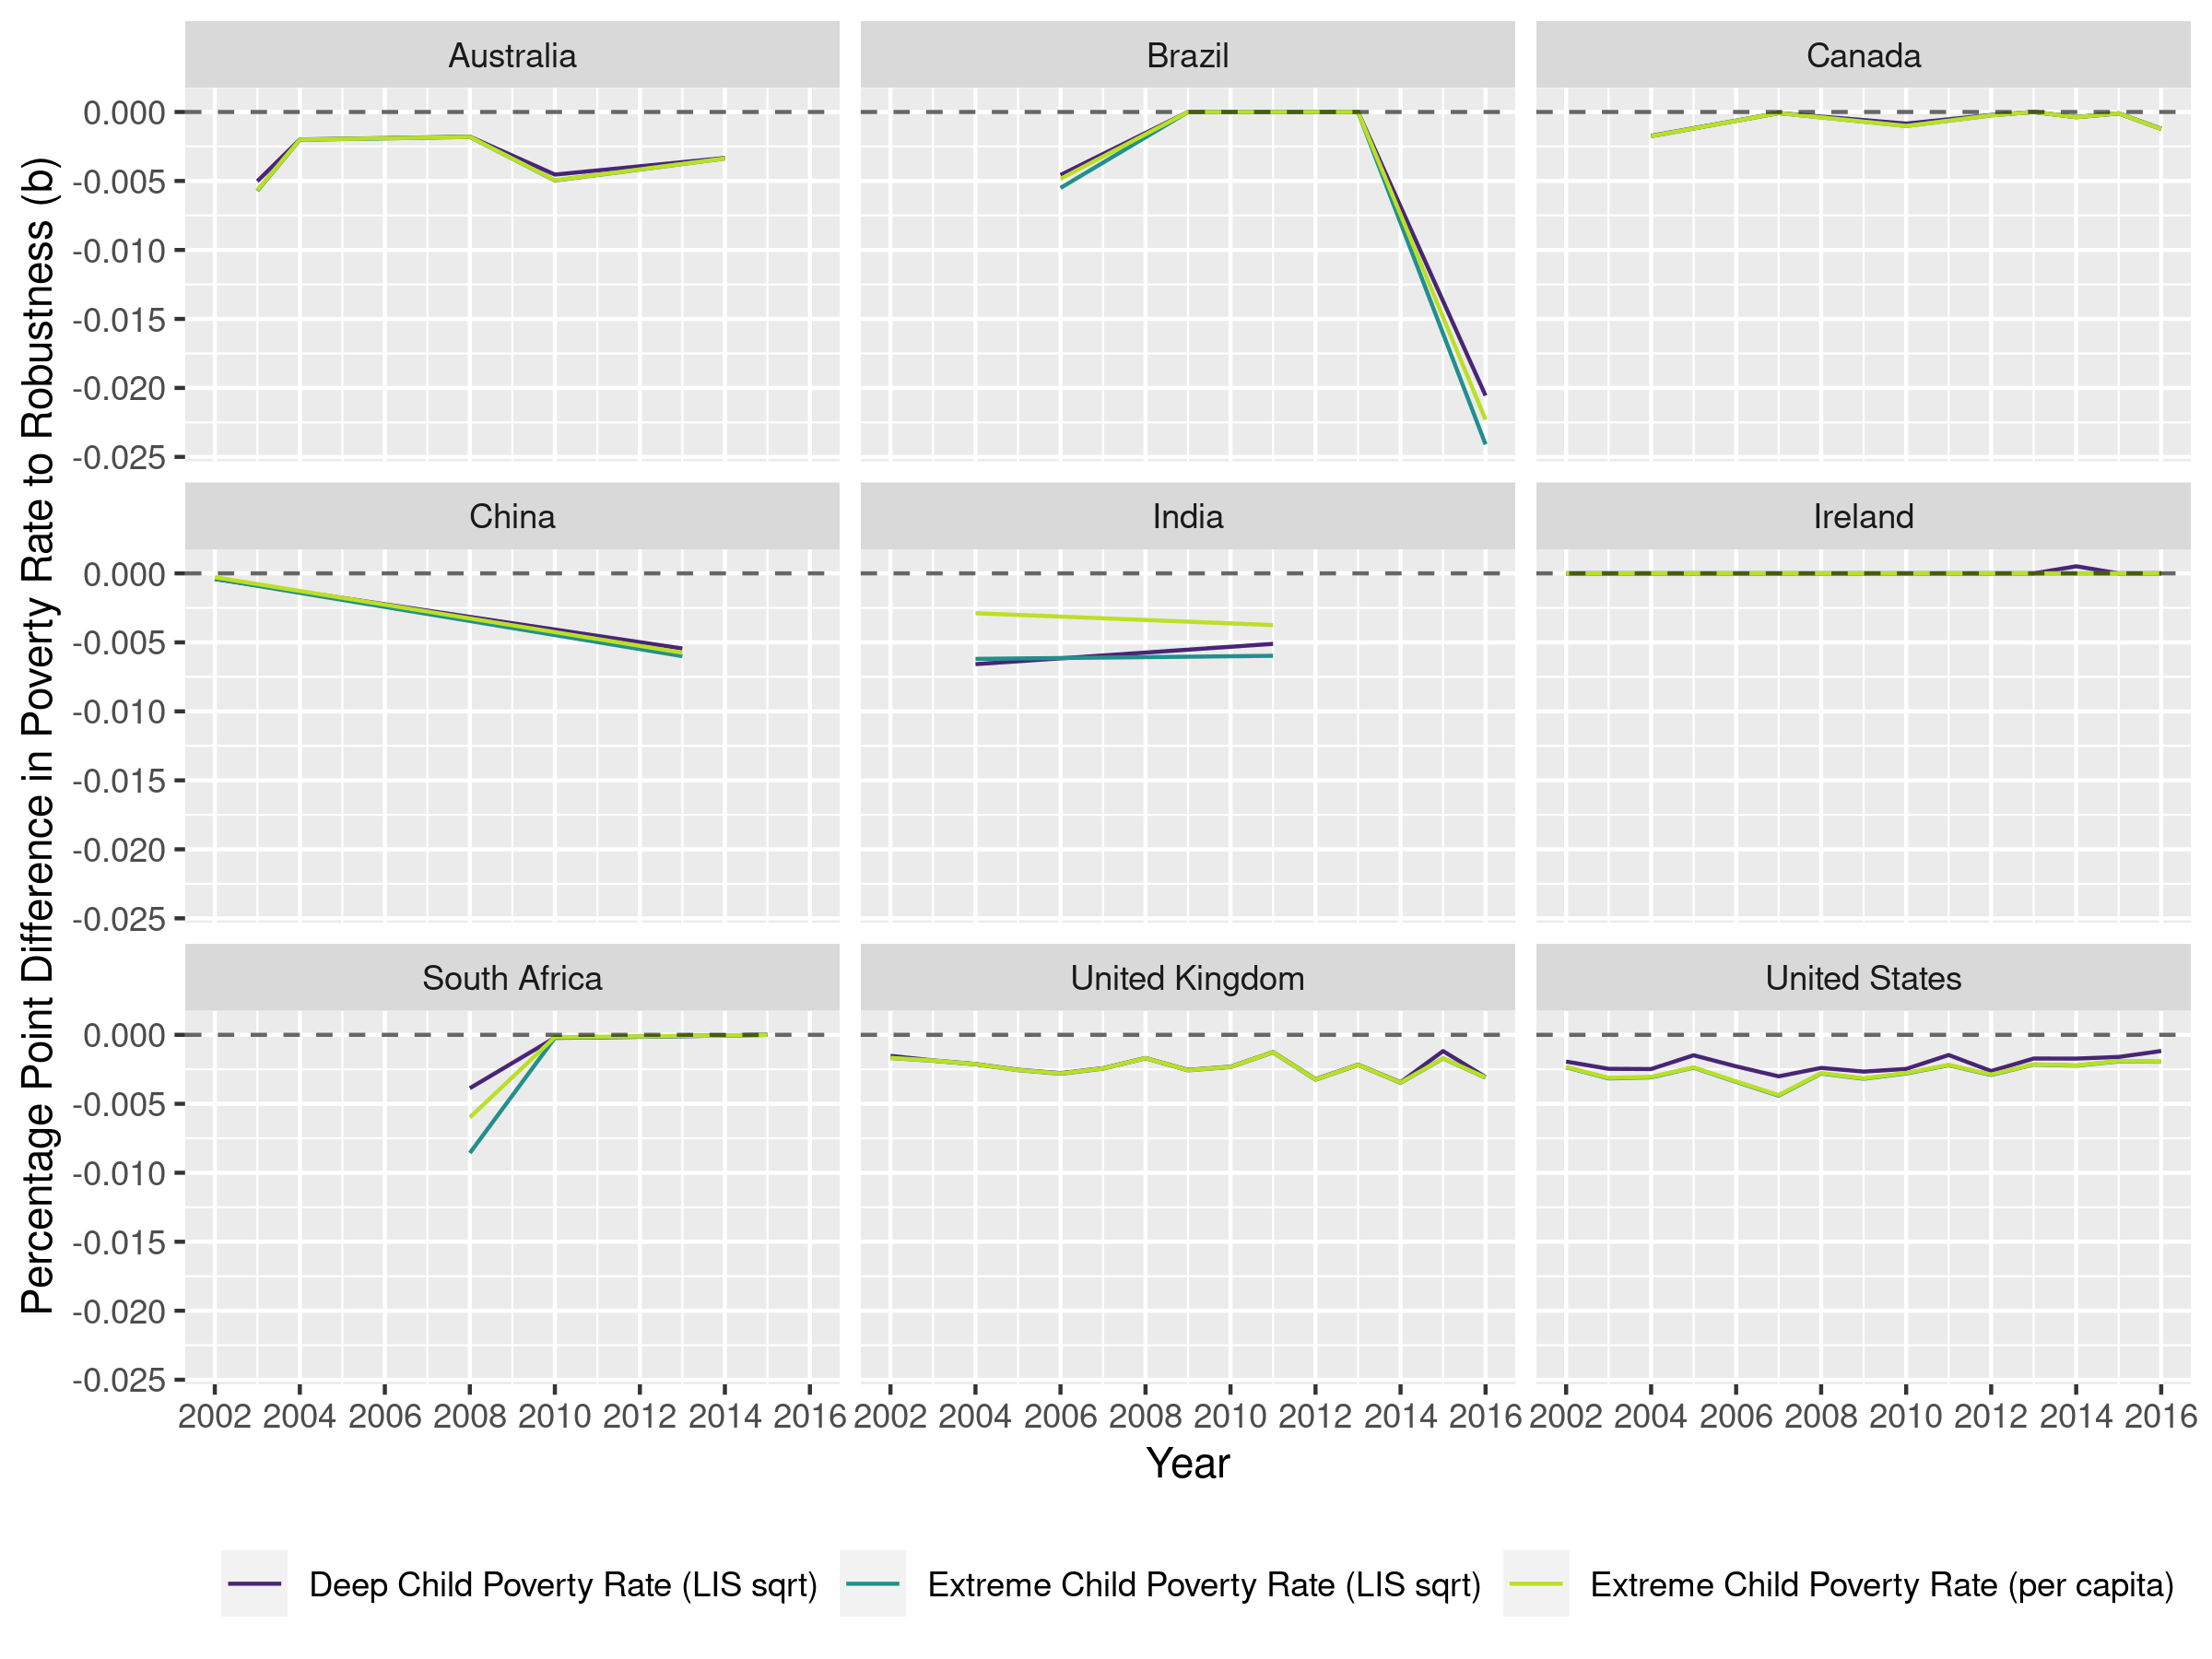 Australia Brazil Canada
0.000
-0.005
-0.010
-0.015
-0.020
-0.025
China India Ireland
0.000
-0.005
-0.010
-0.015
-0.020
-0.025
South Africa United Kingdom United States
0.000
-0.005
-0.010
-0.015
-0.020
-0.025
2002 2004 2006 2008 2010 2012 2014 2016 2002 2004 2006 2008 2010 2012 2014 2016 2002 2004 2006 2008 2010 2012 2014 2016
Year
Percentage Point Difference in Poverty Rate to Robustness (b)
Deep Child Poverty Rate (LIS sqrt) Extreme Child Poverty Rate (LIS sqrt) Extreme Child Poverty Rate (per capita)